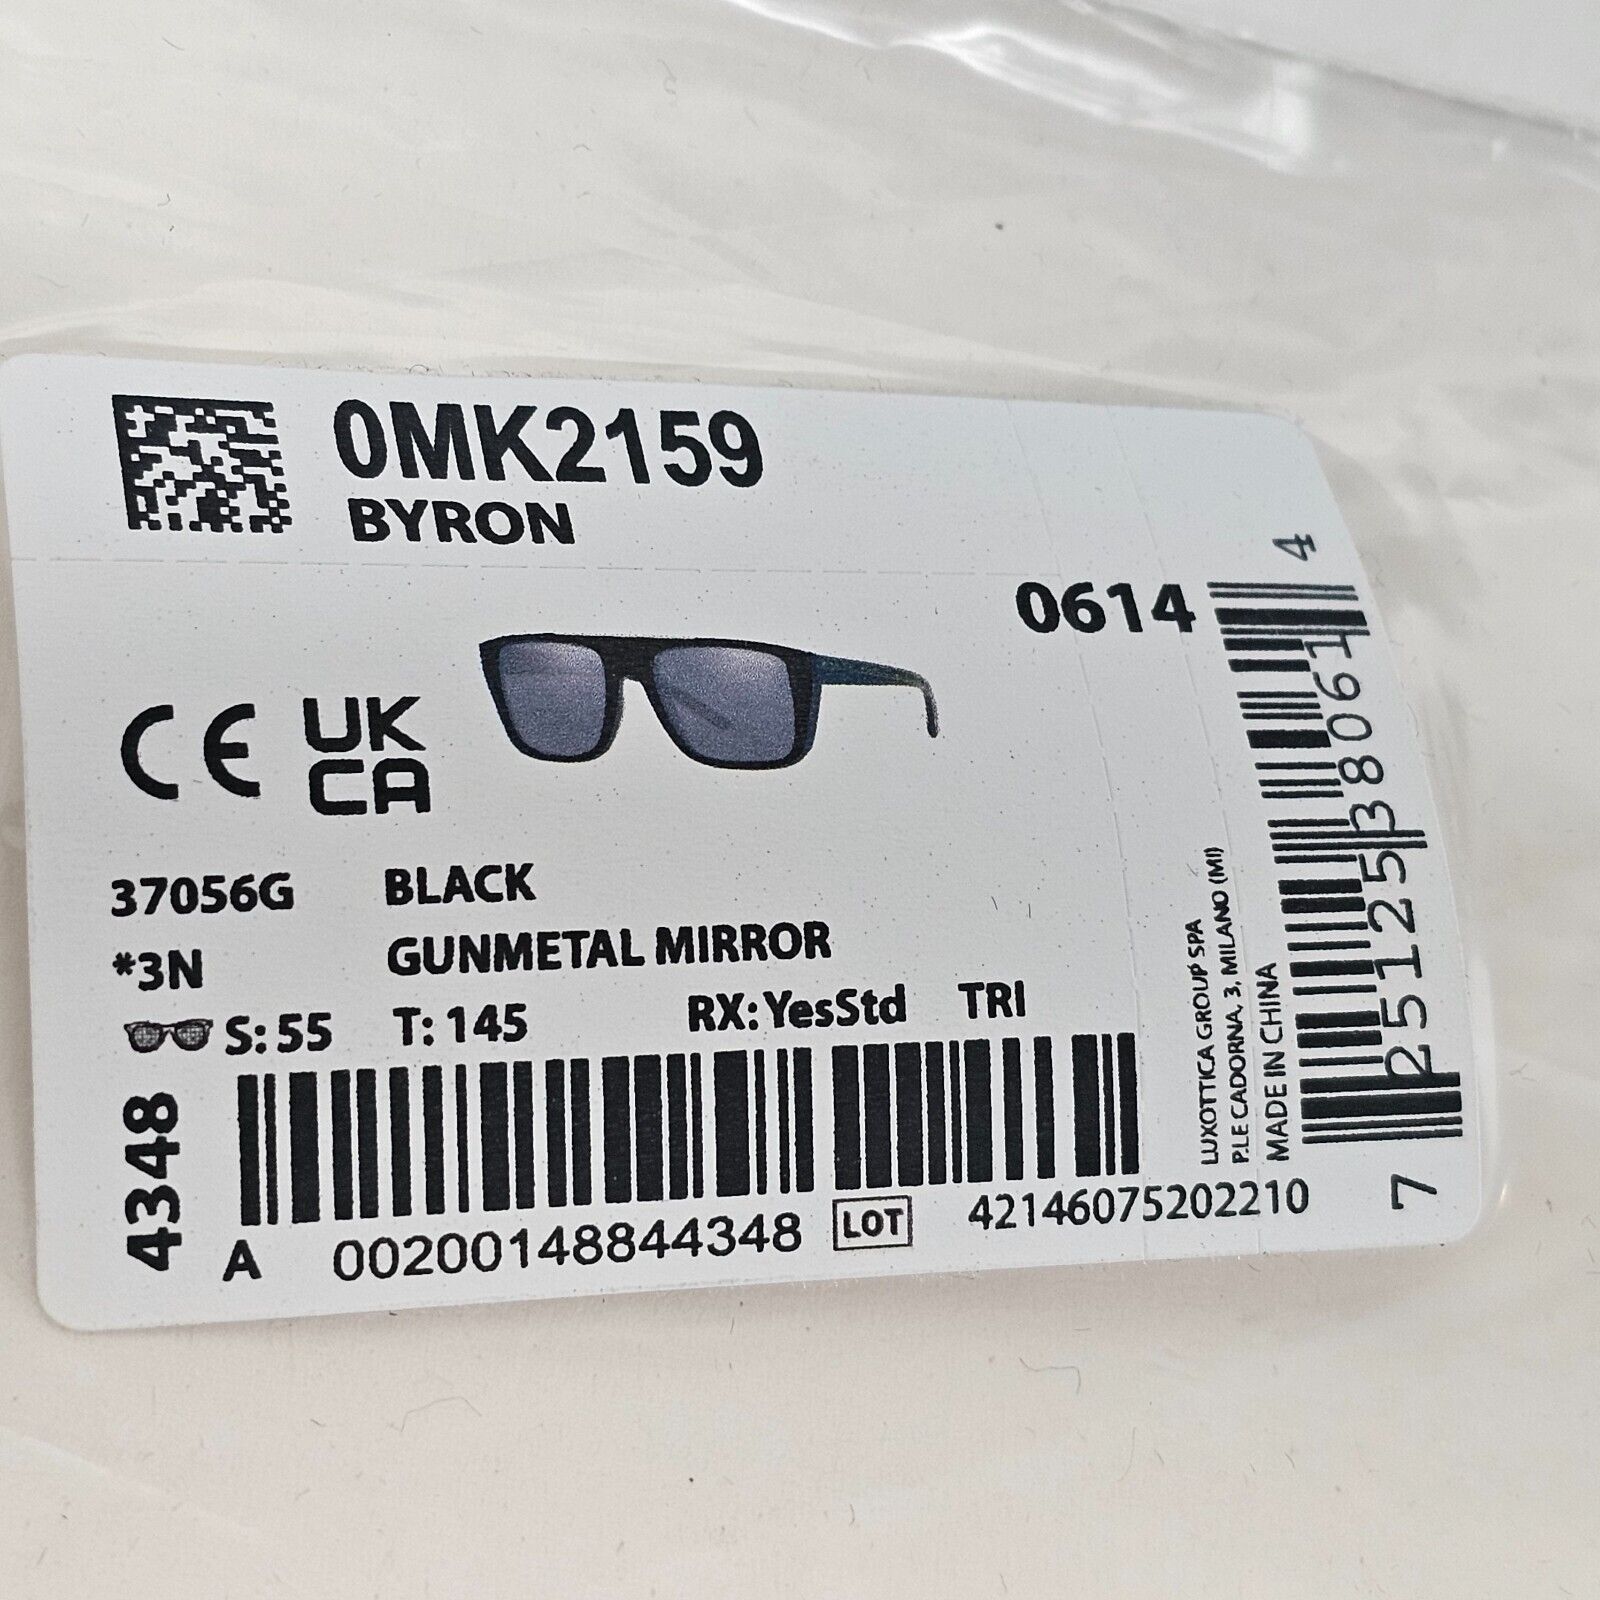 0MK2159
BYRON
0614
CE
UK
CA
37056G BLACK
*3N GUNMETAL MIRROR
S: 55 T: 145 RX: YesStd TRI
4348
A 00200148844348 LOT 42146075202210
LUXOTTICA GROUP SPA
P.LE CADORNA, 3, MILANO (MI)
MADE IN CHINA
7 25125 38061 4